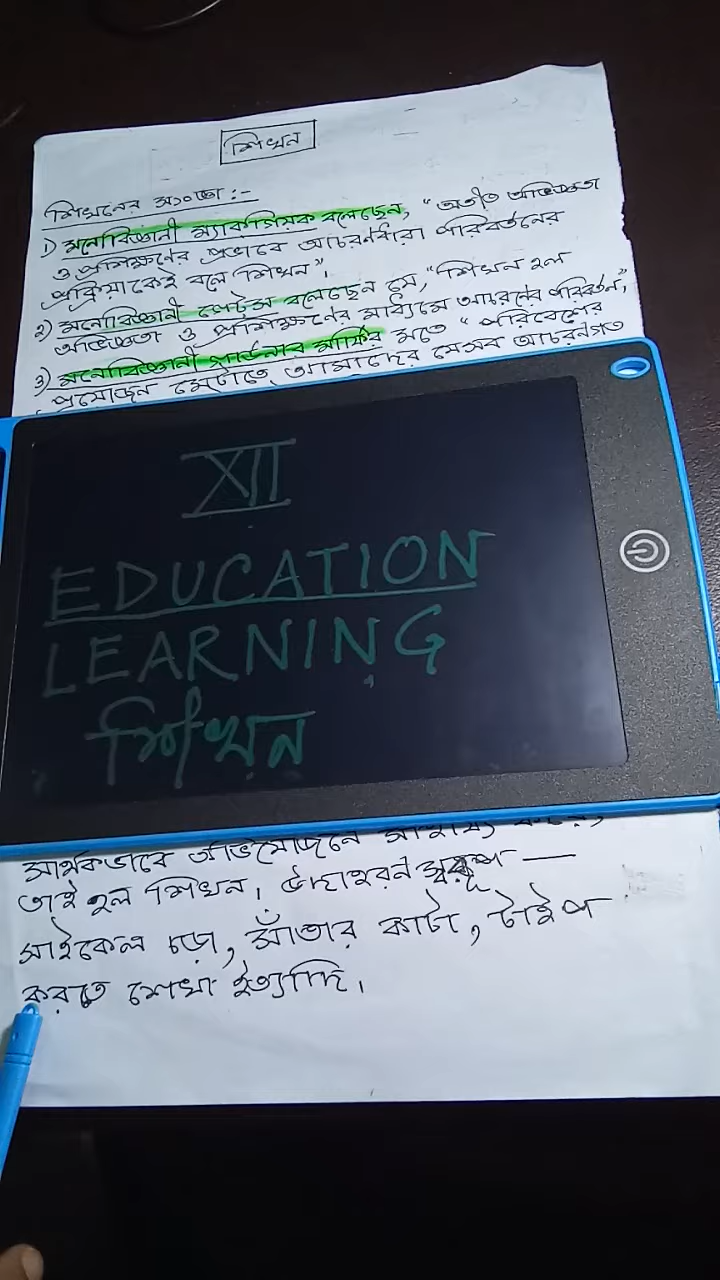 শিখন
শিখনের সংজ্ঞা :-
১) মনোবিজ্ঞানী ম্যাকগিয়ক বলেছেন, “অতীত অভিজ্ঞতা
ও প্রশিক্ষণের প্রভাবে আচরণধারা পরিবর্তনের
প্রক্রিয়াকেই বলে শিখন”।
২) মনোবিজ্ঞানী গেটস বলেছেন যে, “শিখন হল
অভিজ্ঞতা ও প্রশিক্ষণের মাধ্যমে আচরণের পরিবর্তন”,
৩) মনোবিজ্ঞানী গার্ডনার মার্ফির মতে “পরিবেশের
প্রয়োজন মেটাতে আমাদের যেসব আচরণগত
XII
EDUCATION
LEARNING
শিখন
সার্থকভাবে অভিযোজনে সাহায্য
তাই হল শিখন। উদাহরন স্বরূপ —
সাইকেল চড়া, সাঁতার কাটা, টাইপ
করতে শেখা ইত্যাদি।